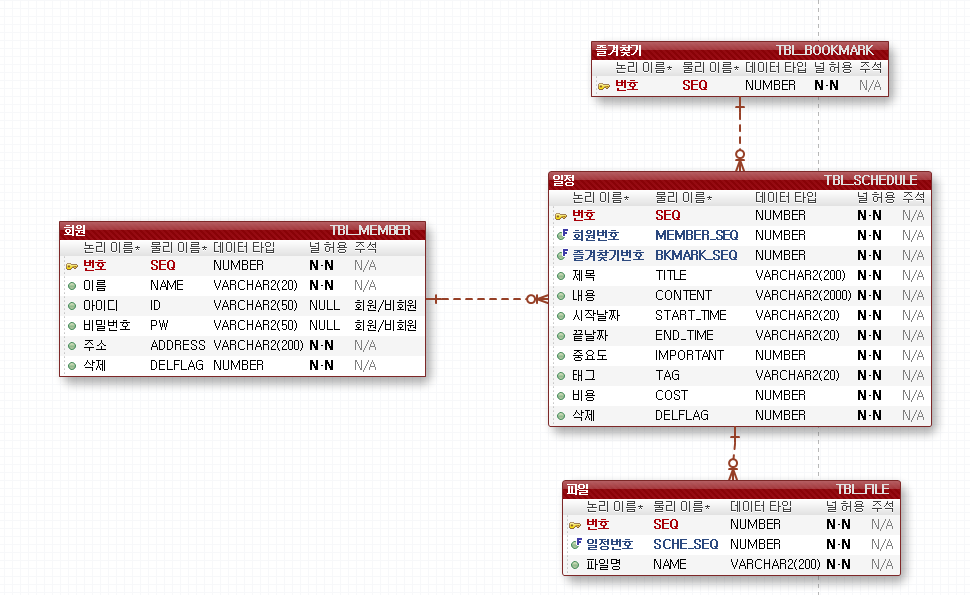 즐겨찾기 TBL_BOOKMARK
논리 이름* 물리 이름* 데이터 타입 널 허용 주석
번호 SEQ NUMBER N-N N/A
일정 TBL_SCHEDULE
논리 이름* 물리 이름* 데이터 타입 널 허용 주석
번호 SEQ NUMBER N-N N/A
회원번호 MEMBER_SEQ NUMBER N-N N/A
즐겨찾기번호 BKMARK_SEQ NUMBER N-N N/A
제목 TITLE VARCHAR2(200) N-N N/A
내용 CONTENT VARCHAR2(2000) N-N N/A
시작날짜 START_TIME VARCHAR2(20) N-N N/A
끝날짜 END_TIME VARCHAR2(20) N-N N/A
중요도 IMPORTANT NUMBER N-N N/A
태그 TAG VARCHAR2(20) N-N N/A
비용 COST NUMBER N-N N/A
삭제 DELFLAG NUMBER N-N N/A
회원 TBL_MEMBER
논리 이름* 물리 이름* 데이터 타입 널 허용 주석
번호 SEQ NUMBER N-N N/A
이름 NAME VARCHAR2(20) N-N N/A
아이디 ID VARCHAR2(50) NULL 회원/비회원
비밀번호 PW VARCHAR2(50) NULL 회원/비회원
주소 ADDRESS VARCHAR2(200) N-N N/A
삭제 DELFLAG NUMBER N-N N/A
파일 TBL_FILE
논리 이름* 물리 이름* 데이터 타입 널 허용 주석
번호 SEQ NUMBER N-N N/A
일정번호 SCHE_SEQ NUMBER N-N N/A
파일명 NAME VARCHAR2(200) N-N N/A